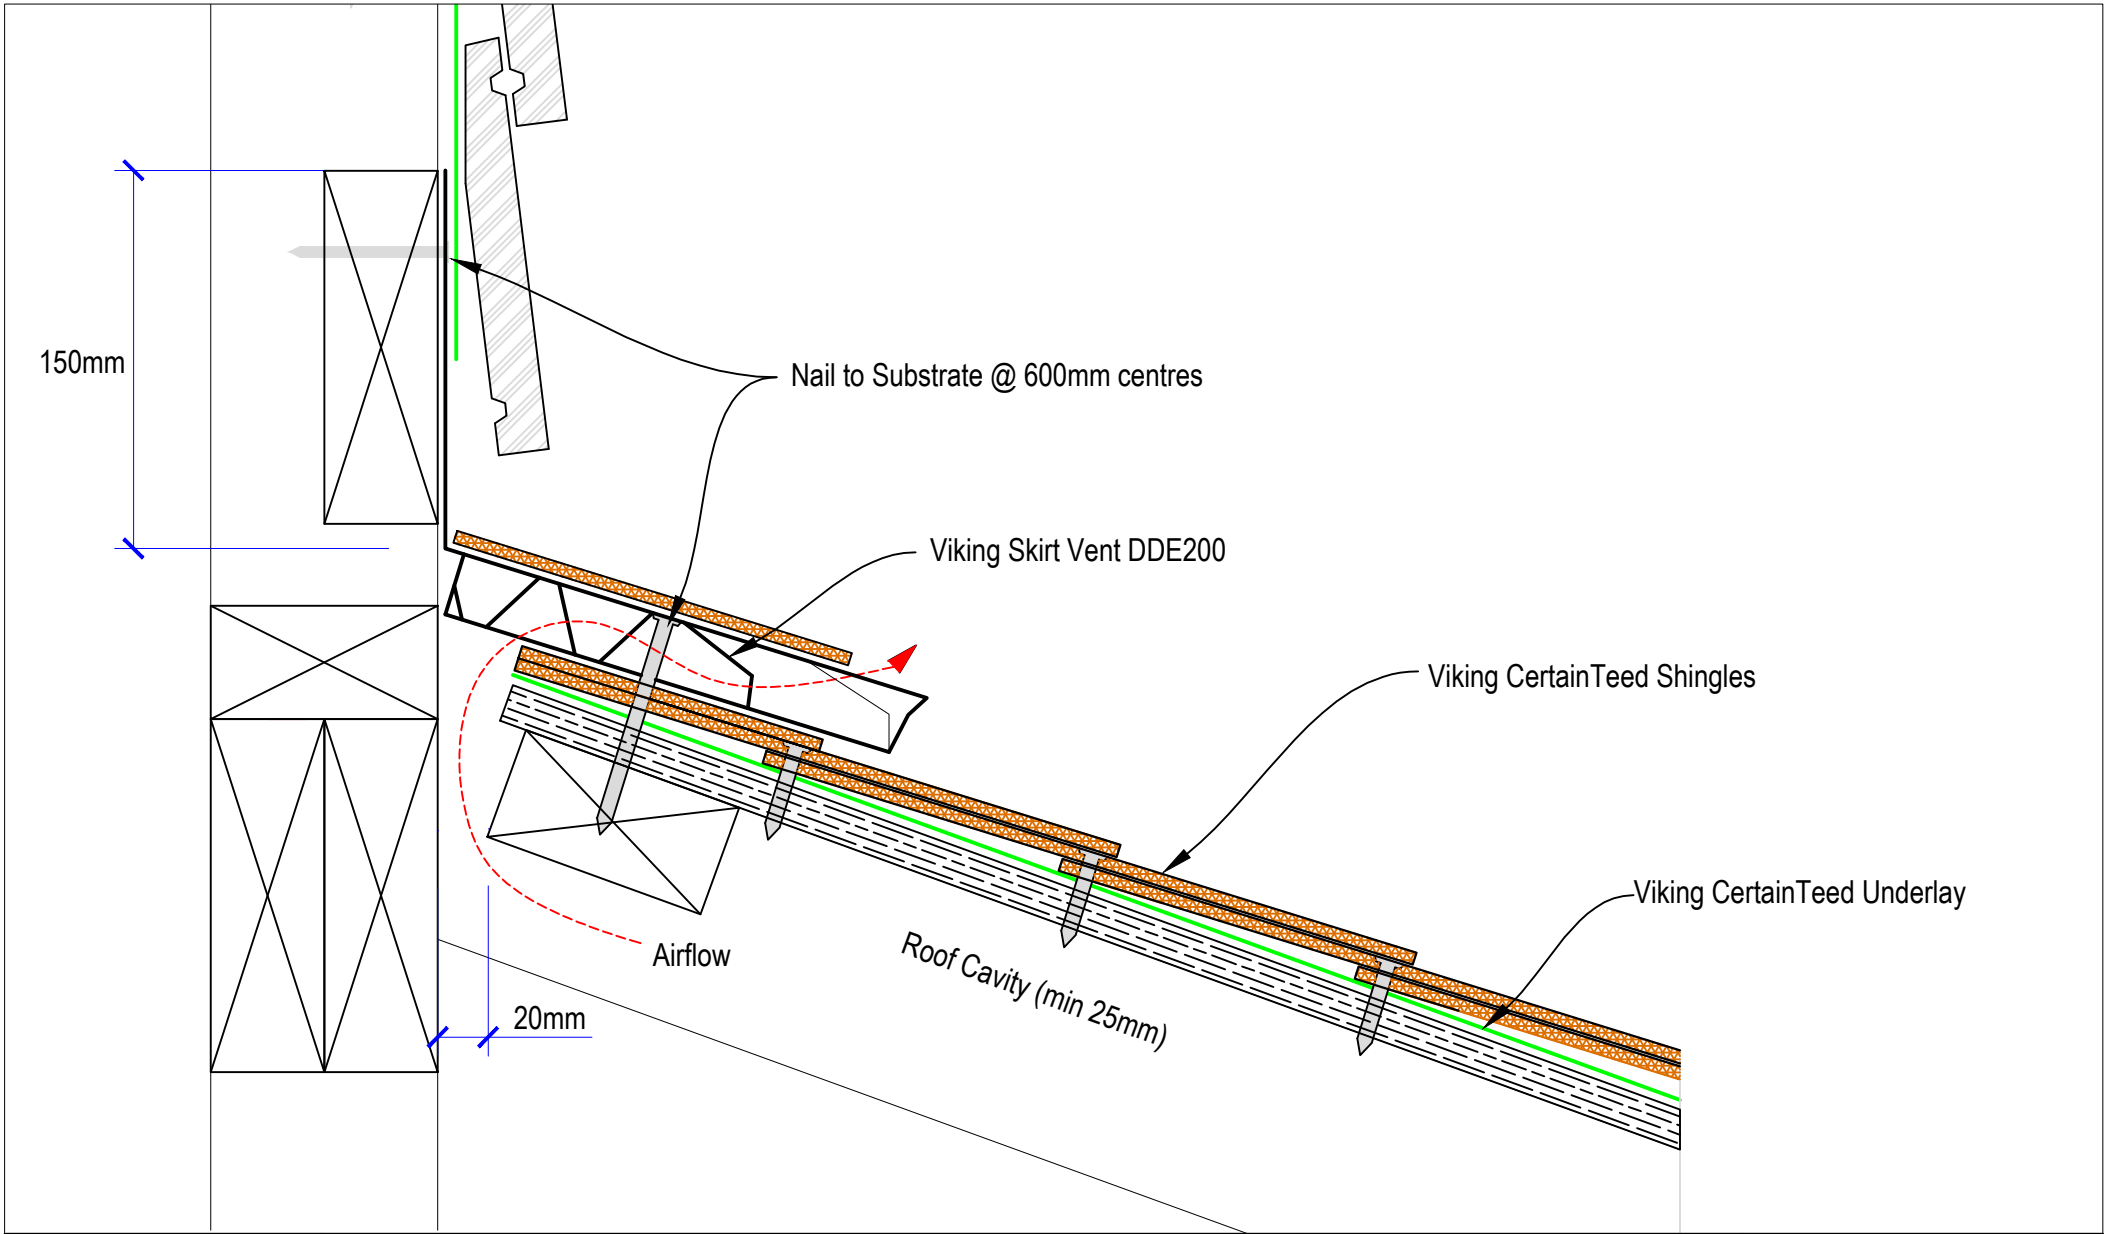 150mm
Nail to Substrate @ 600mm centres
Viking Skirt Vent DDE200
Viking CertainTeed Shingles
Viking CertainTeed Underlay
Airflow
Roof Cavity (min 25mm)
20mm